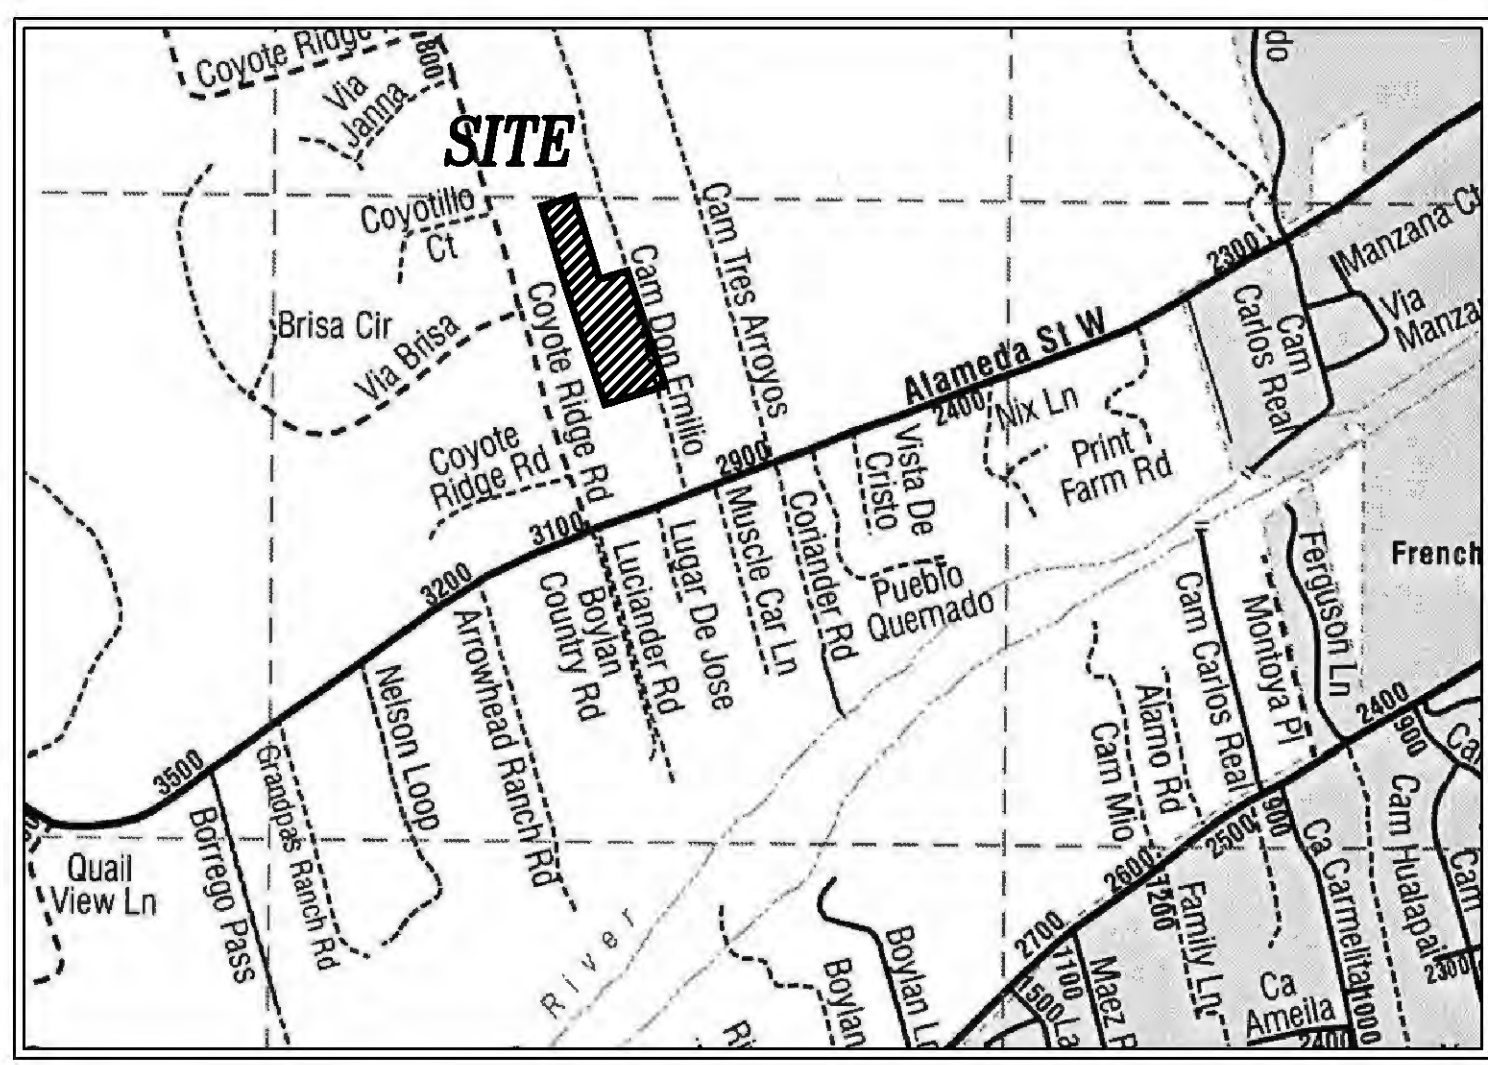 Coyote Ridge
800
do
Via
Janna
SITE
Coyotillo
Ct
Cam Tres Arroyos
Cam Don Emilio
Manzana Ct
2300
Via
Manza
Cam
Carlos Real
Brisa Cir
Via Brisa
Coyote Ridge Rd
Alameda St W
2400
Nix Ln
Print
Farm Rd
Vista De
Cristo
Coyote
Ridge Rd
2900
3100
3200
Muscle Car Ln
Coriander Rd
Lugar De Jose
Luciander Rd
Boylan
Country Rd
Pueblo
Quemado
French
Ferguson Ln
Montoya Pl
Cam Carlos Real
Alamo Rd
Cam Mio
Arrowhead Ranch Rd
Nelson Loop
Grandpas Ranch Rd
3500
Borrego Pass
Quail
View Ln
2400
900
Ca
Cam Hualapai
Cam
2300
2500
900
Ca Carmelita
1000
2600
1200
Family Ln
Ca
Ameila
2400
2700
1100
Maez R
1500
La
River
Boylan Ln
Boylan
Ri